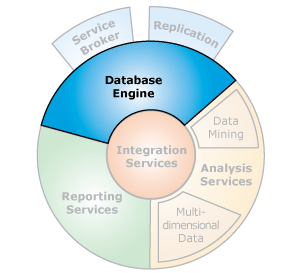 Service
Broker
Replication
Database
Engine
Data
Mining
Integration
Services
Analysis
Services
Reporting
Services
Multi-
dimensional
Data